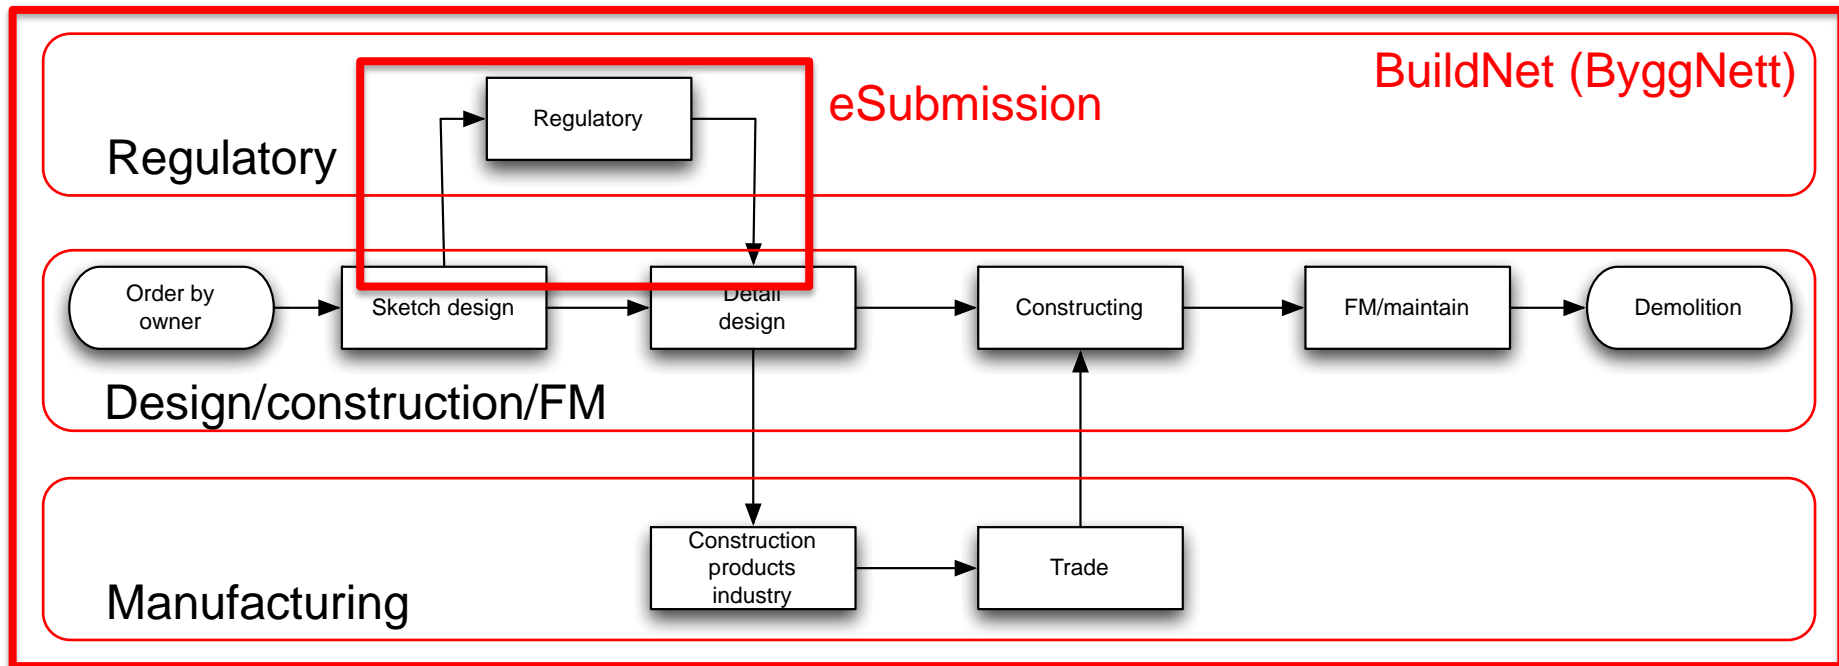 BuildNet (ByggNett)
eSubmission
Regulatory
Regulatory
Order by
owner
Sketch design
Detail
design
Constructing
FM/maintain
Demolition
Design/construction/FM
Construction
products
industry
Trade
Manufacturing